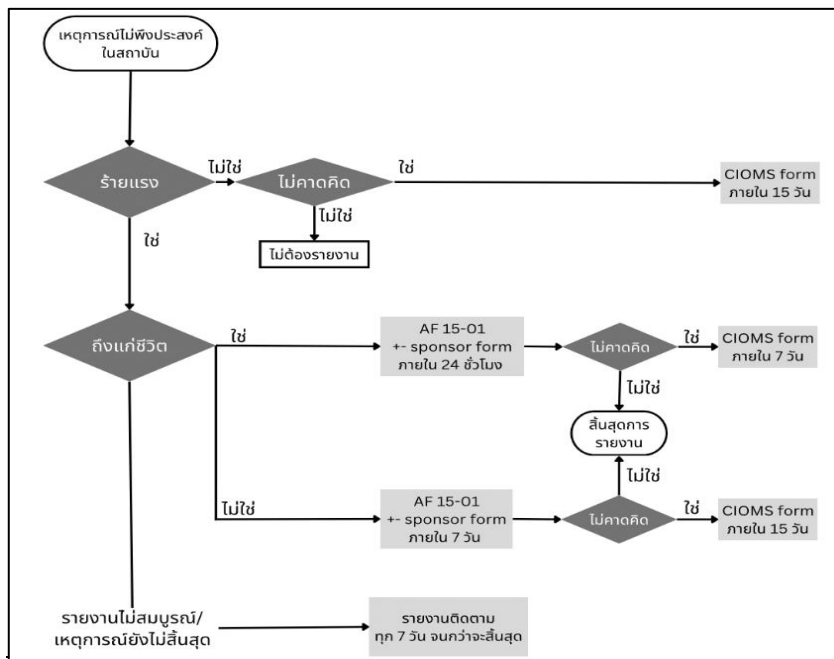 เหตุการณ์ไม่พึงประสงค์
ในสถาบัน
ร้ายแรง
ไม่ใช่
ไม่คาดคิด
ใช่
CIOMS form
ภายใน 15 วัน
ไม่ใช่
ไม่ต้องรายงาน
ใช่
ถึงแก่ชีวิต
ใช่
AF 15-01
+- sponsor form
ภายใน 24 ชั่วโมง
ไม่คาดคิด
ใช่
CIOMS form
ภายใน 7 วัน
ไม่ใช่
สิ้นสุดการ
รายงาน
ไม่ใช่
ไม่ใช่
AF 15-01
+- sponsor form
ภายใน 7 วัน
ไม่คาดคิด
ใช่
CIOMS form
ภายใน 15 วัน
รายงานไม่สมบูรณ์/
เหตุการณ์ยังไม่สิ้นสุด
รายงานติดตาม
ทุก 7 วัน จนกว่าจะสิ้นสุด